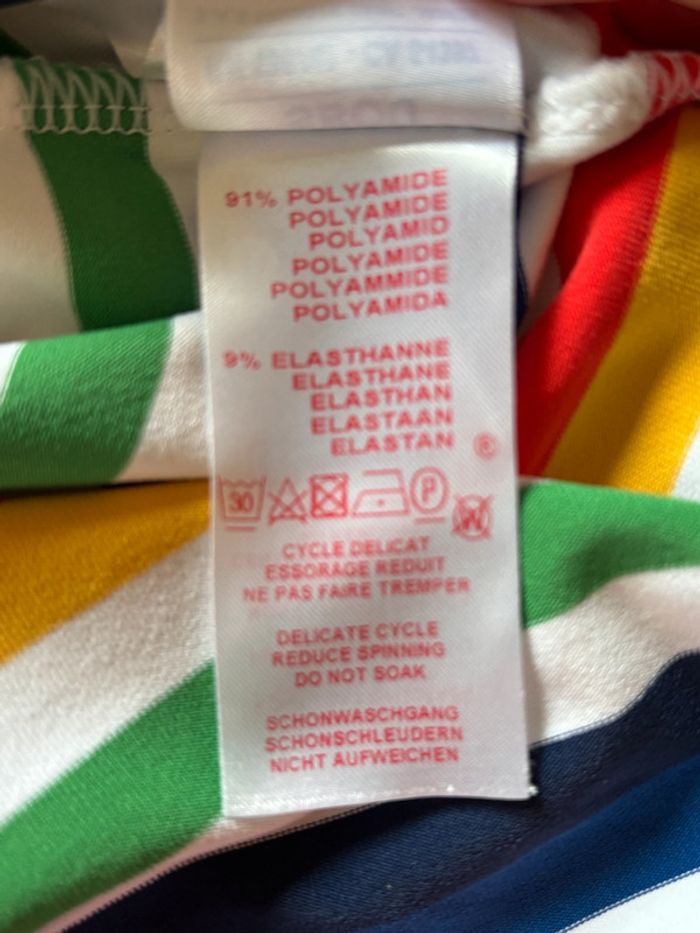 91% POLYAMIDE
POLYAMIDE
POLYAMID
POLYAMIDE
POLYAMMIDE
POLYAMIDA
9% ELASTHANNE
ELASTHANE
ELASTHAN
ELASTAAN
ELASTAN ®
30 P W
CYCLE DELICAT
ESSORAGE REDUIT
NE PAS FAIRE TREMPER
DELICATE CYCLE
REDUCE SPINNING
DO NOT SOAK
SCHONWASCHGANG
SCHONSCHLEUDERN
NICHT AUFWEICHEN